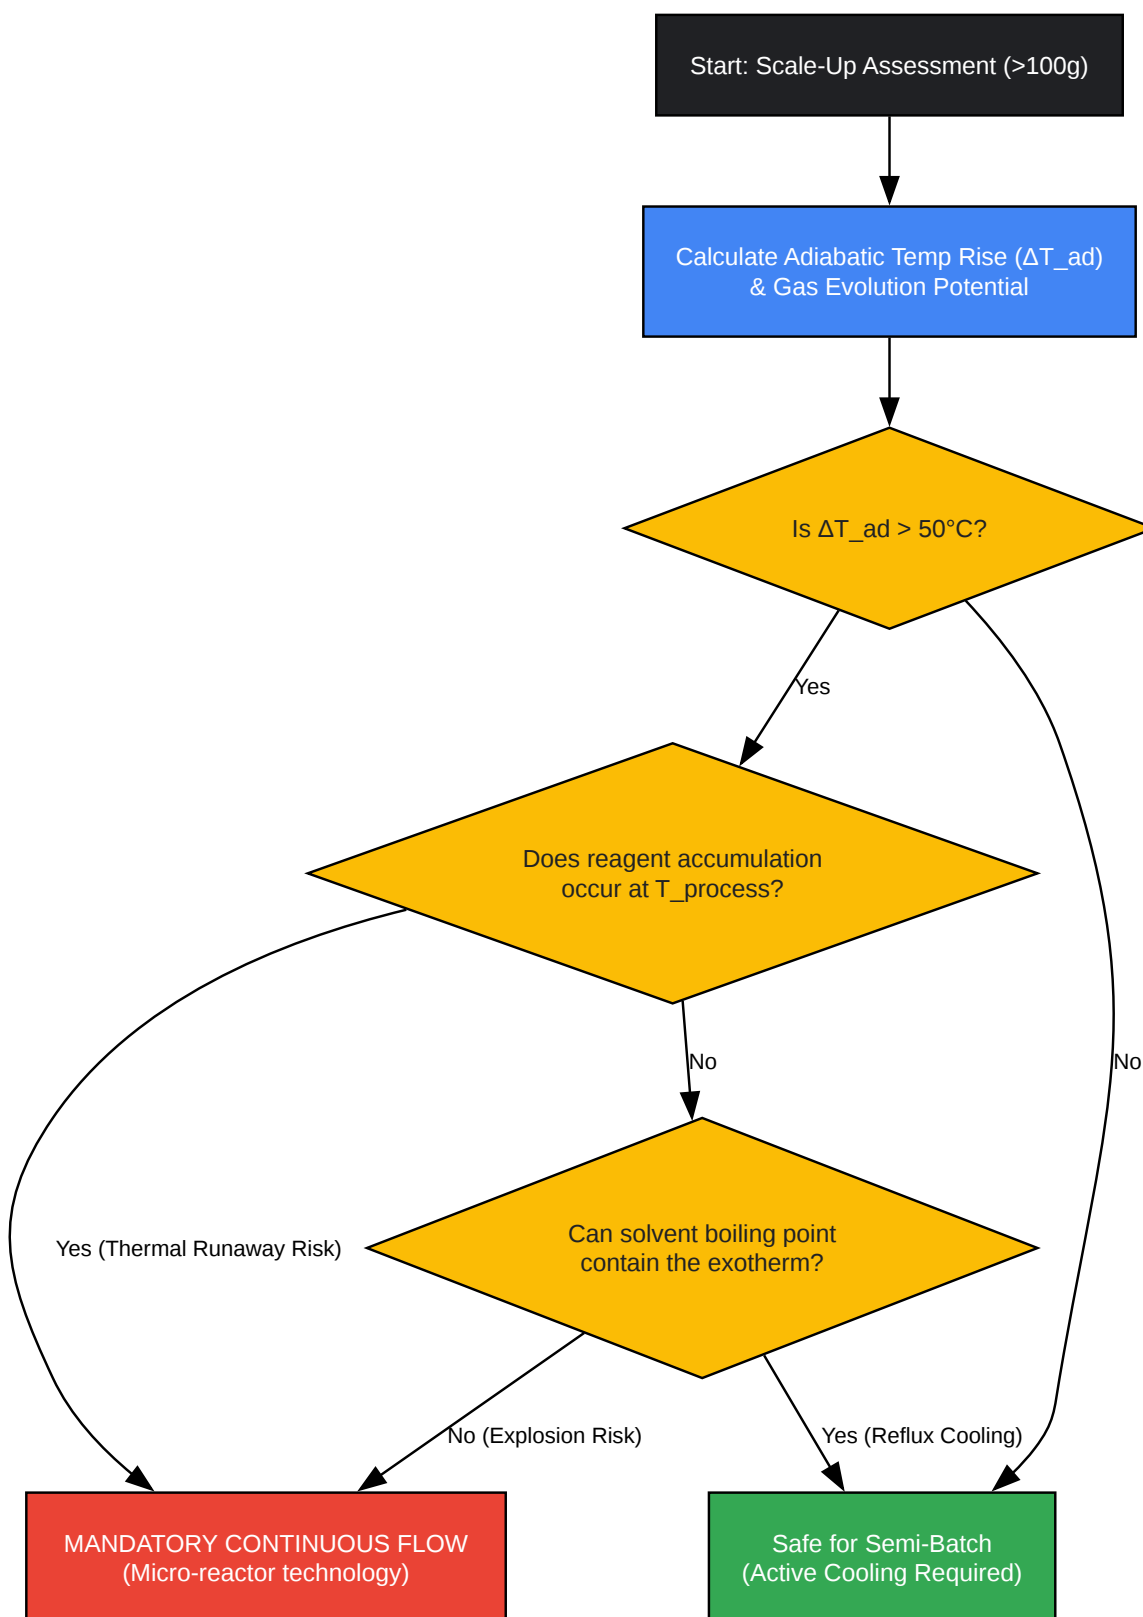 Start: Scale-Up Assessment (>100g)
Calculate Adiabatic Temp Rise (ΔT_ad)
& Gas Evolution Potential
Is ΔT_ad > 50°C?
Yes
Does reagent accumulation
occur at T_process?
No
No
Can solvent boiling point
contain the exotherm?
Yes (Thermal Runaway Risk)
No (Explosion Risk)
Yes (Reflux Cooling)
MANDATORY CONTINUOUS FLOW
(Micro-reactor technology)
Safe for Semi-Batch
(Active Cooling Required)